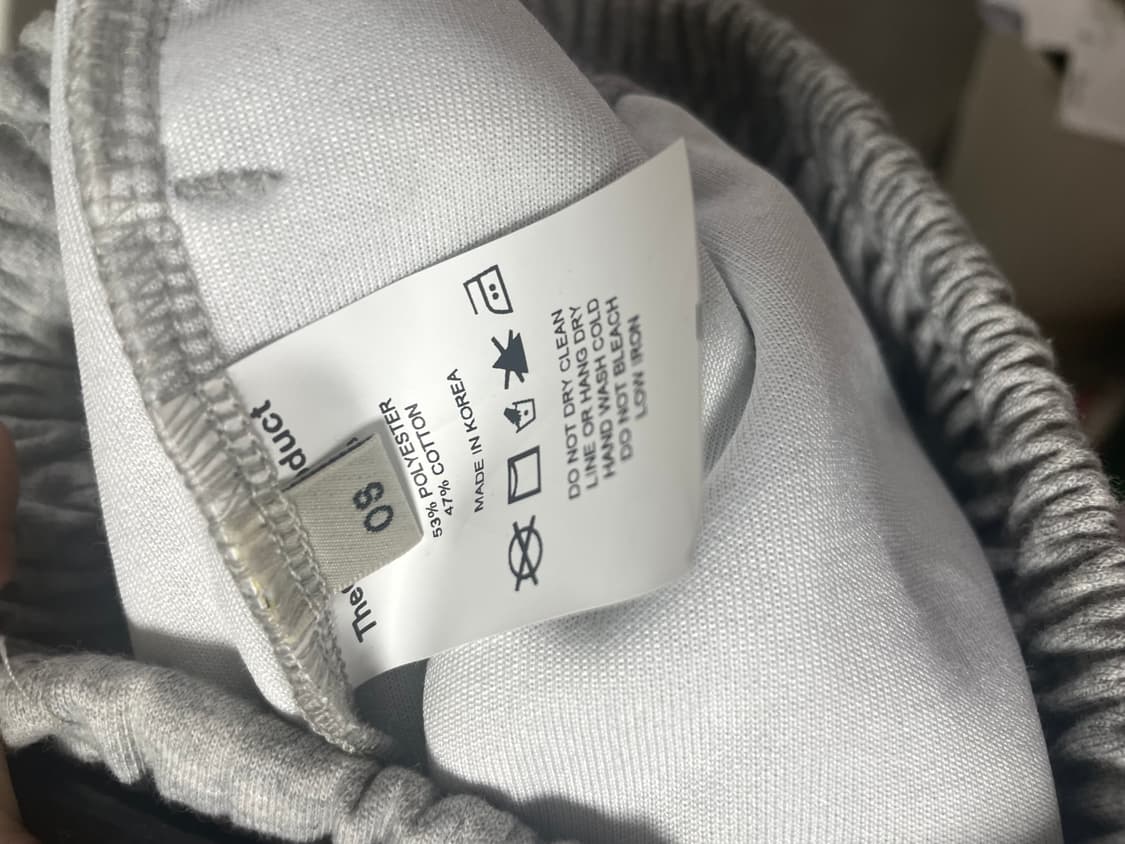 80
53% POLYESTER
47% COTTON
MADE IN KOREA
DO NOT DRY CLEAN
LINE OR HANG DRY
HAND WASH COLD
DO NOT BLEACH
LOW IRON